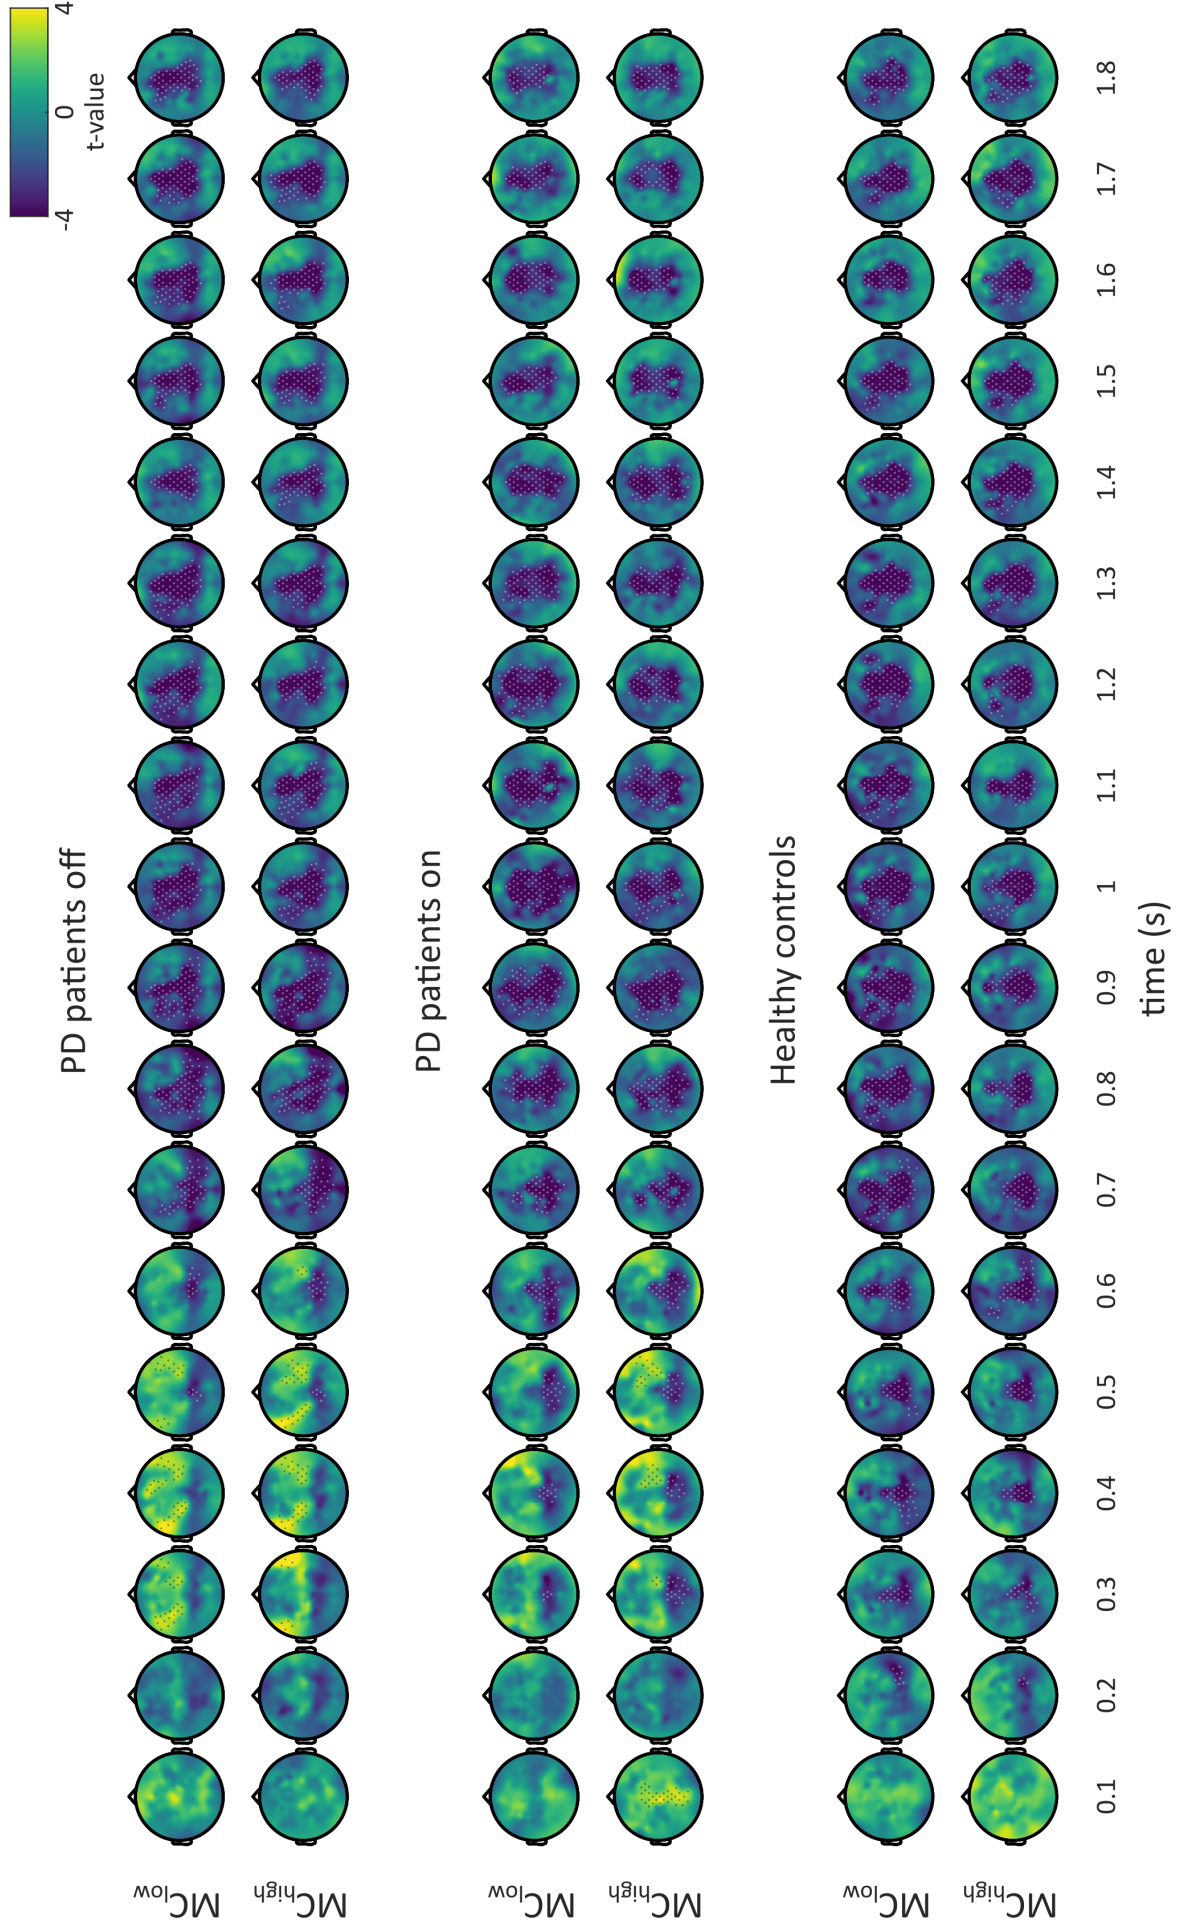 4
0
-4
t-value
PD patients off
MClow
MChigh
PD patients on
MClow
MChigh
Healthy controls
MClow
MChigh
0.1 0.2 0.3 0.4 0.5 0.6 0.7 0.8 0.9 1 1.1 1.2 1.3 1.4 1.5 1.6 1.7 1.8
time (s)